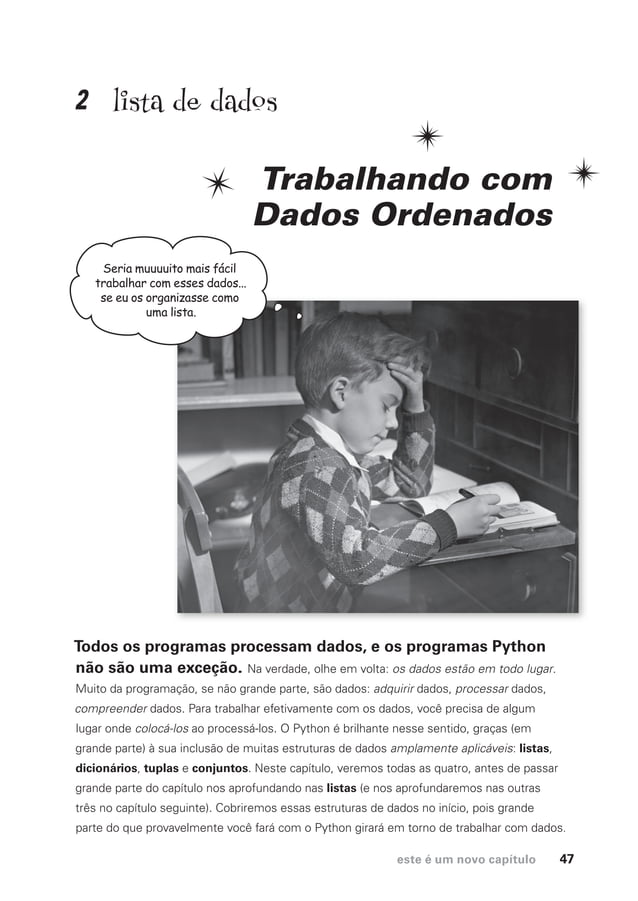 2 lista de dados
Trabalhando com
Dados Ordenados
Seria muuuuito mais fácil
trabalhar com esses dados...
se eu os organizasse como
uma lista.
Todos os programas processam dados, e os programas Python
não são uma exceção. Na verdade, olhe em volta: os dados estão em todo lugar.
Muito da programação, se não grande parte, são dados: adquirir dados, processar dados,
compreender dados. Para trabalhar efetivamente com os dados, você precisa de algum
lugar onde colocá-los ao processá-los. O Python é brilhante nesse sentido, graças (em
grande parte) à sua inclusão de muitas estruturas de dados amplamente aplicáveis: listas,
dicionários, tuplas e conjuntos. Neste capítulo, veremos todas as quatro, antes de passar
grande parte do capítulo nos aprofundando nas listas (e nos aprofundaremos nas outras
três no capítulo seguinte). Cobriremos essas estruturas de dados no início, pois grande
parte do que provavelmente você fará com o Python girará em torno de trabalhar com dados.
este é um novo capítulo 47